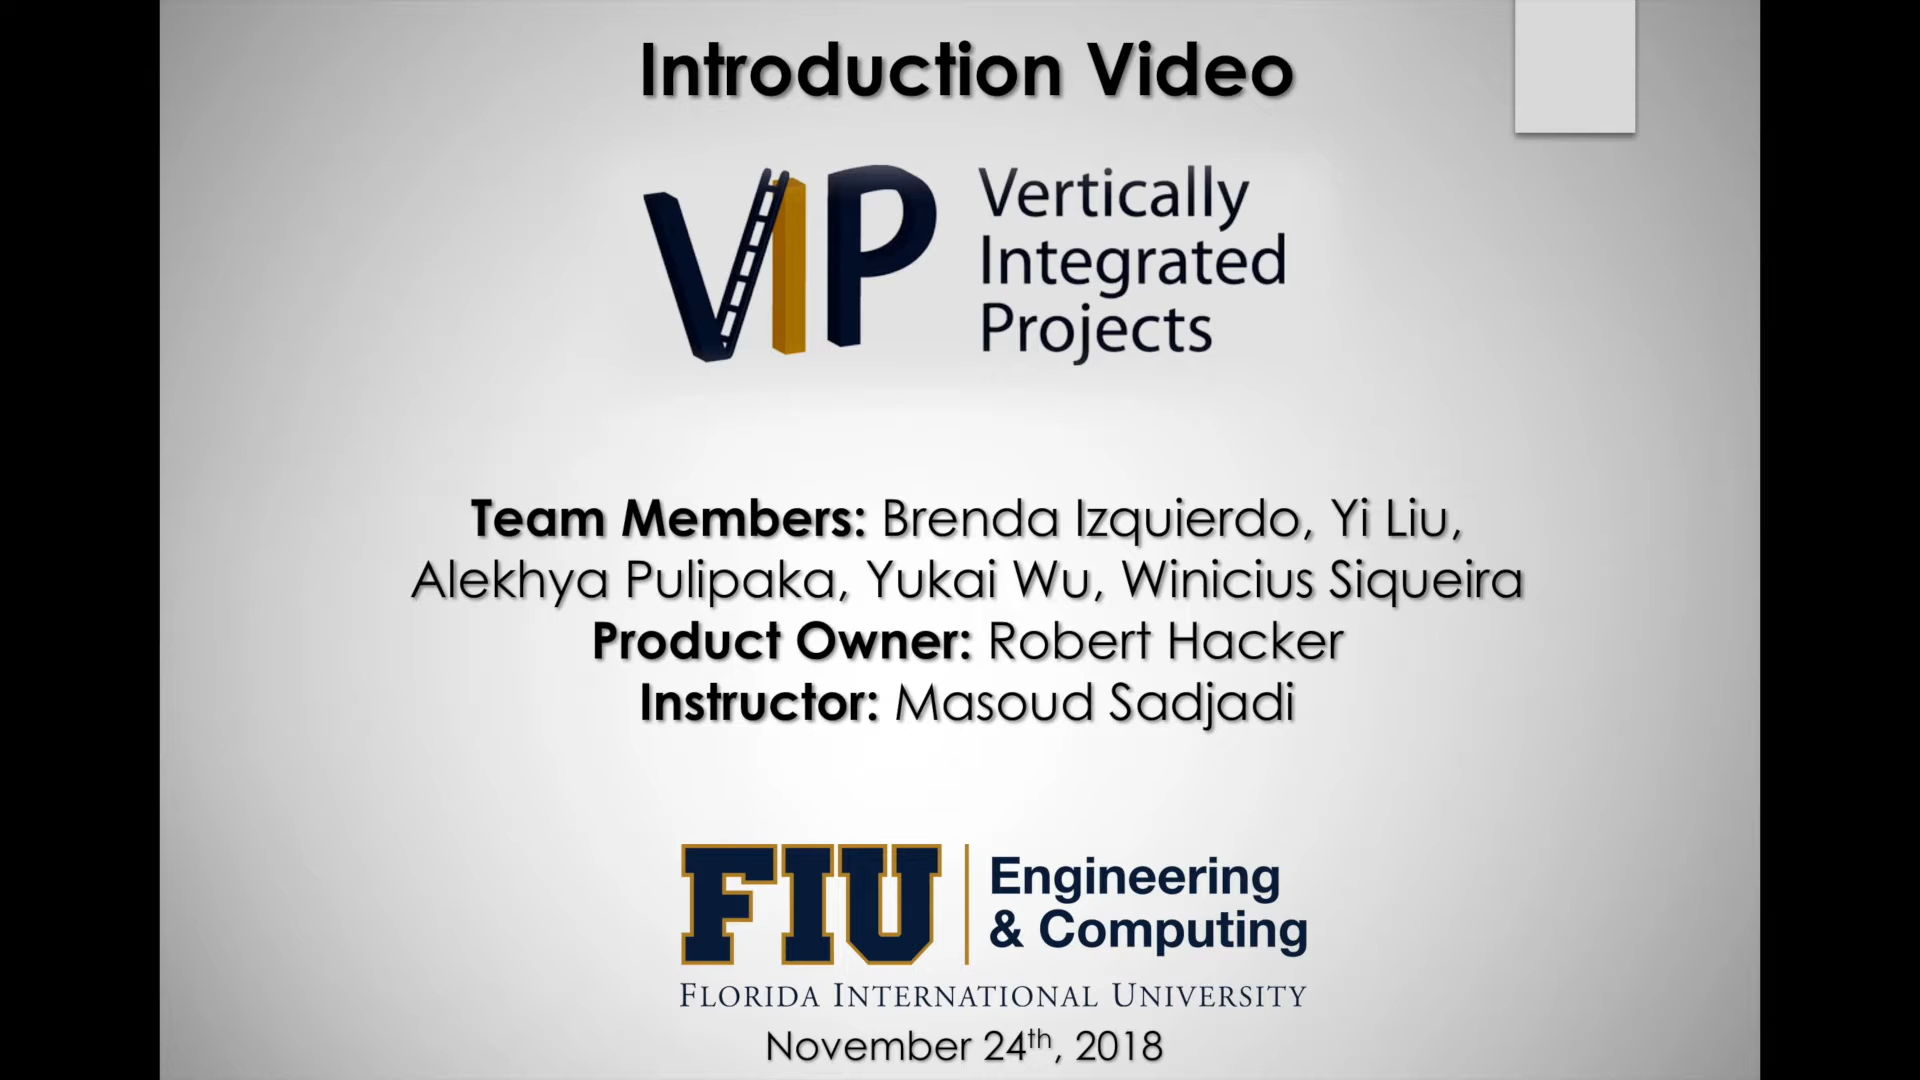 Introduction Video
VIP
Vertically
Integrated
Projects
Team Members: Brenda Izquierdo, Yi Liu,
Alekhya Pulipaka, Yukai Wu, Winicius Siqueira
Product Owner: Robert Hacker
Instructor: Masoud Sadjadi
FIU
Engineering
& Computing
FLORIDA INTERNATIONAL UNIVERSITY
November 24th, 2018